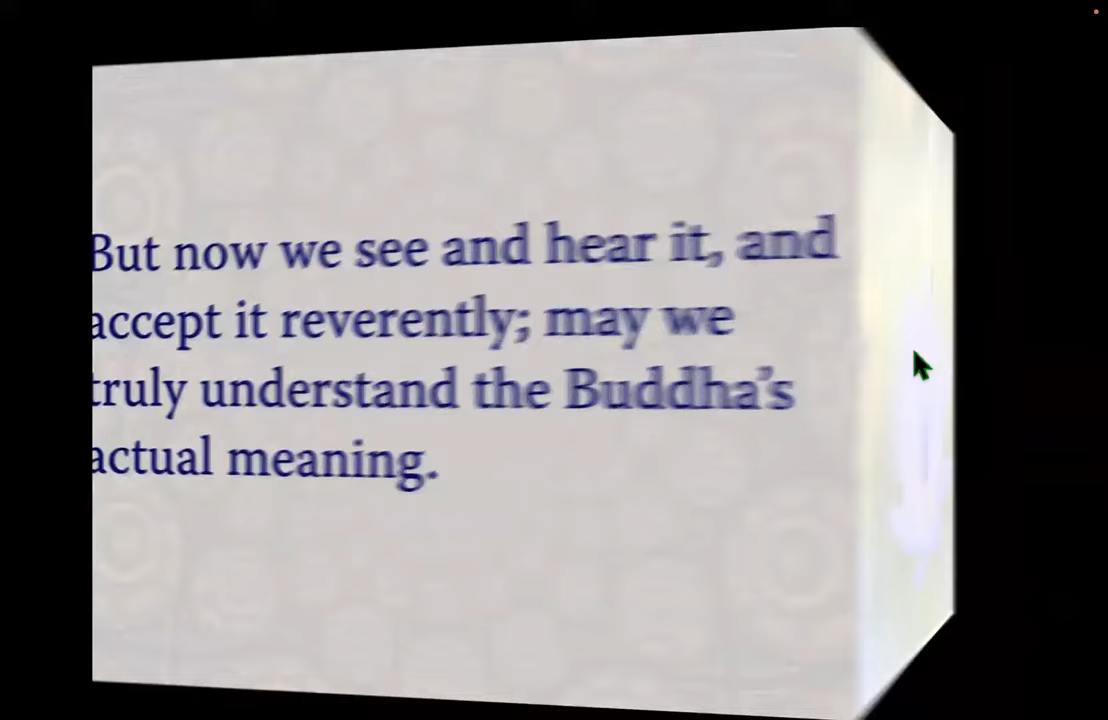 But now we see and hear it, and
accept it reverently; may we
truly understand the Buddha’s
actual meaning.